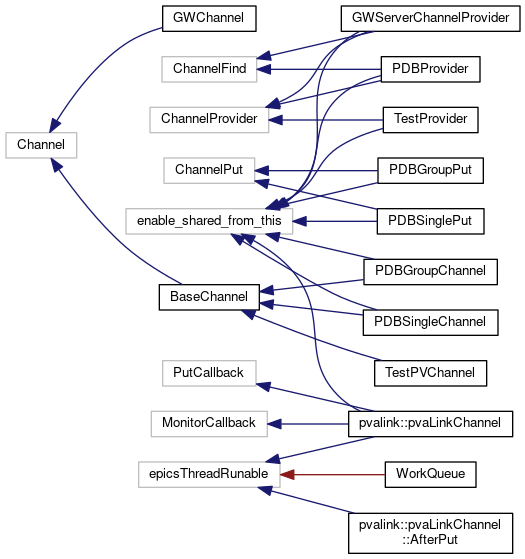 GWChannel
GWServerChannelProvider
ChannelFind
PDBProvider
ChannelProvider
TestProvider
Channel
ChannelPut
PDBGroupPut
enable_shared_from_this
PDBSinglePut
PDBGroupChannel
BaseChannel
PDBSingleChannel
PutCallback
TestPVChannel
MonitorCallback
pvalink::pvaLinkChannel
epicsThreadRunable
WorkQueue
pvalink::pvaLinkChannel
::AfterPut